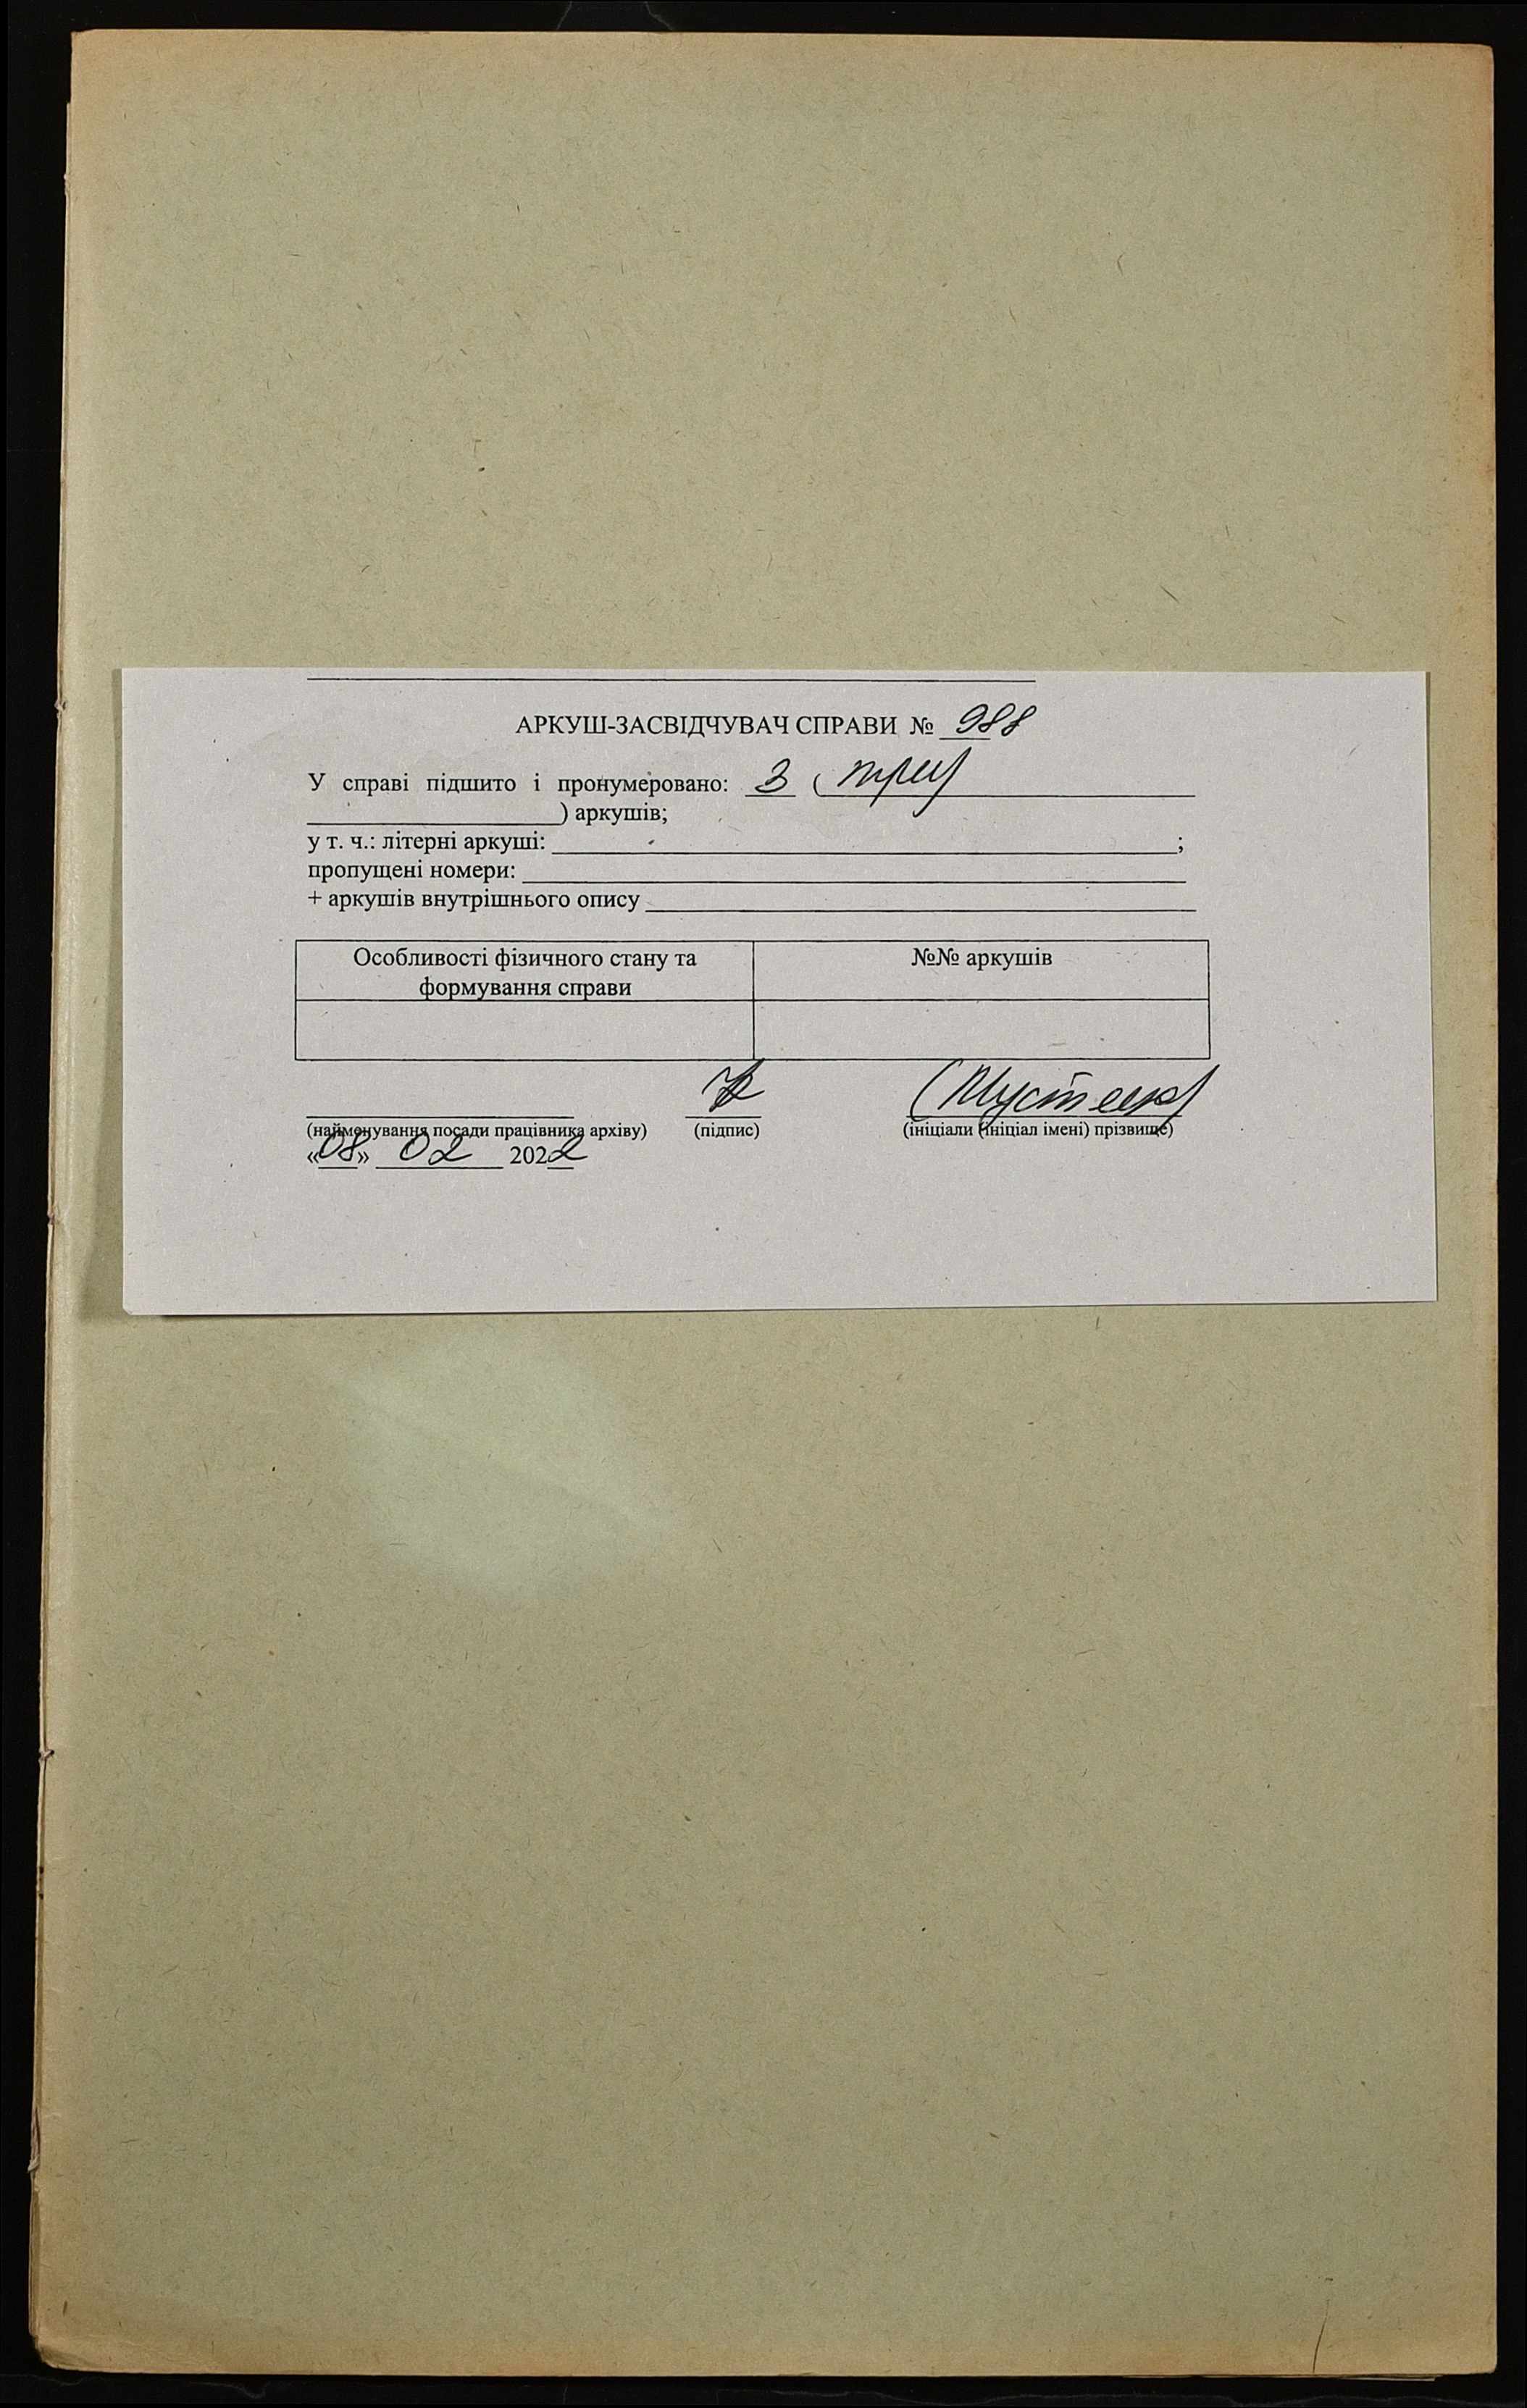 АРКУШ-ЗАСВІДЧУВАЧ СПРАВИ № 988
У справі підшито і пронумеровано: 3 ( три
) аркушів;
у т. ч.: літерні аркуші: ;
пропущені номери:
+ аркушів внутрішнього опису
Особливості фізичного стану та
формування справи
№№ аркушів
(найменування посади працівника архіву) (підпис) (ініціали (ініціал імені) прізвище)
«08» 02 2022